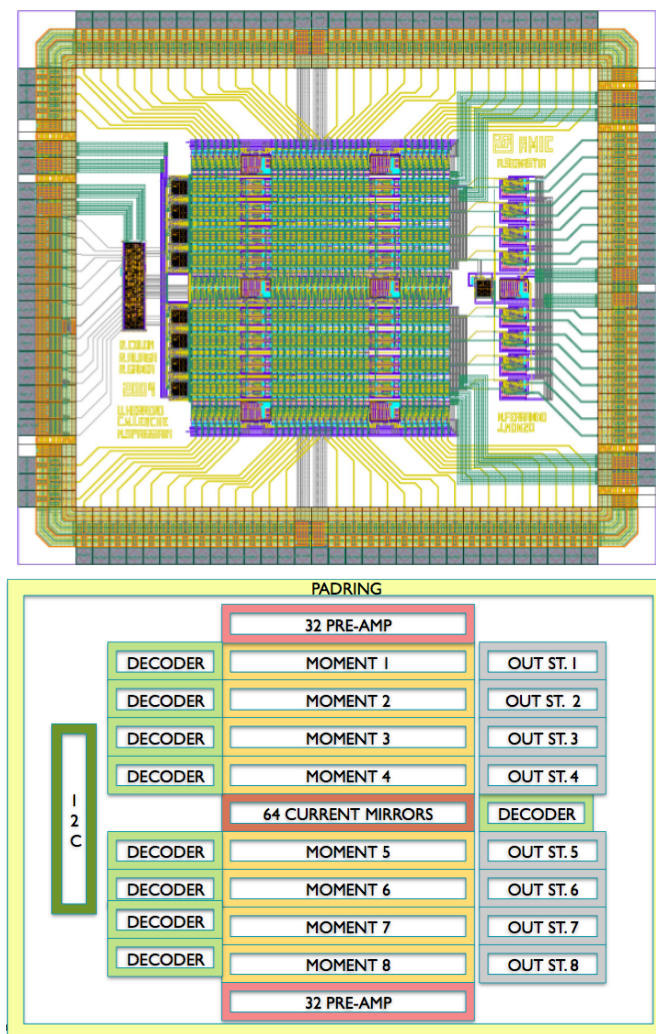 AMIC
2009
PADRING
32 PRE-AMP
DECODER MOMENT 1 OUT ST. 1
DECODER MOMENT 2 OUT ST. 2
DECODER MOMENT 3 OUT ST. 3
DECODER MOMENT 4 OUT ST. 4
I2C
64 CURRENT MIRRORS DECODER
DECODER MOMENT 5 OUT ST. 5
DECODER MOMENT 6 OUT ST. 6
DECODER MOMENT 7 OUT ST. 7
DECODER MOMENT 8 OUT ST. 8
32 PRE-AMP